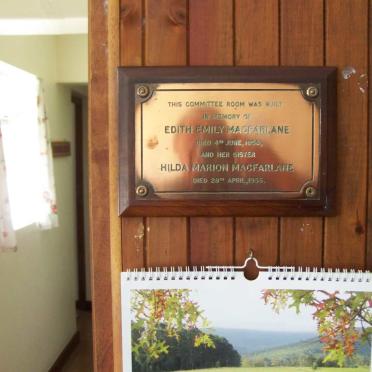 THIS COMMITTEE ROOM WAS BUILT
IN MEMORY OF
EDITH EMILY MACFARLANE
DIED 4TH JUNE, 1954,
AND HER SISTER
HILDA MARION MACFARLANE
DIED 28TH APRIL, 1955.